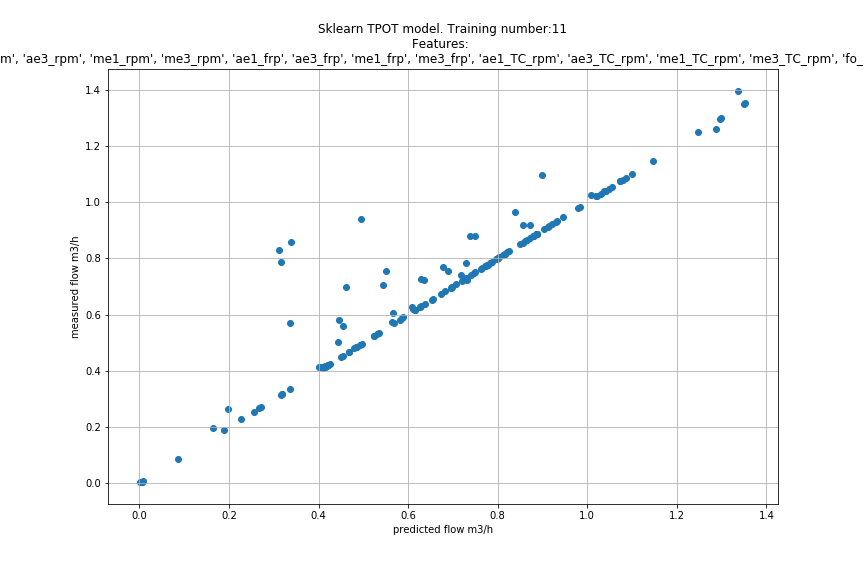 Sklearn TPOT model. Training number:11
Features:
m', 'ae3_rpm', 'me1_rpm', 'me3_rpm', 'ae1_frp', 'ae3_frp', 'me1_frp', 'me3_frp', 'ae1_TC_rpm', 'ae3_TC_rpm', 'me1_TC_rpm', 'me3_TC_rpm', 'fo_
measured flow m3/h
1.4
1.2
1.0
0.8
0.6
0.4
0.2
0.0
0.0 0.2 0.4 0.6 0.8 1.0 1.2 1.4
predicted flow m3/h